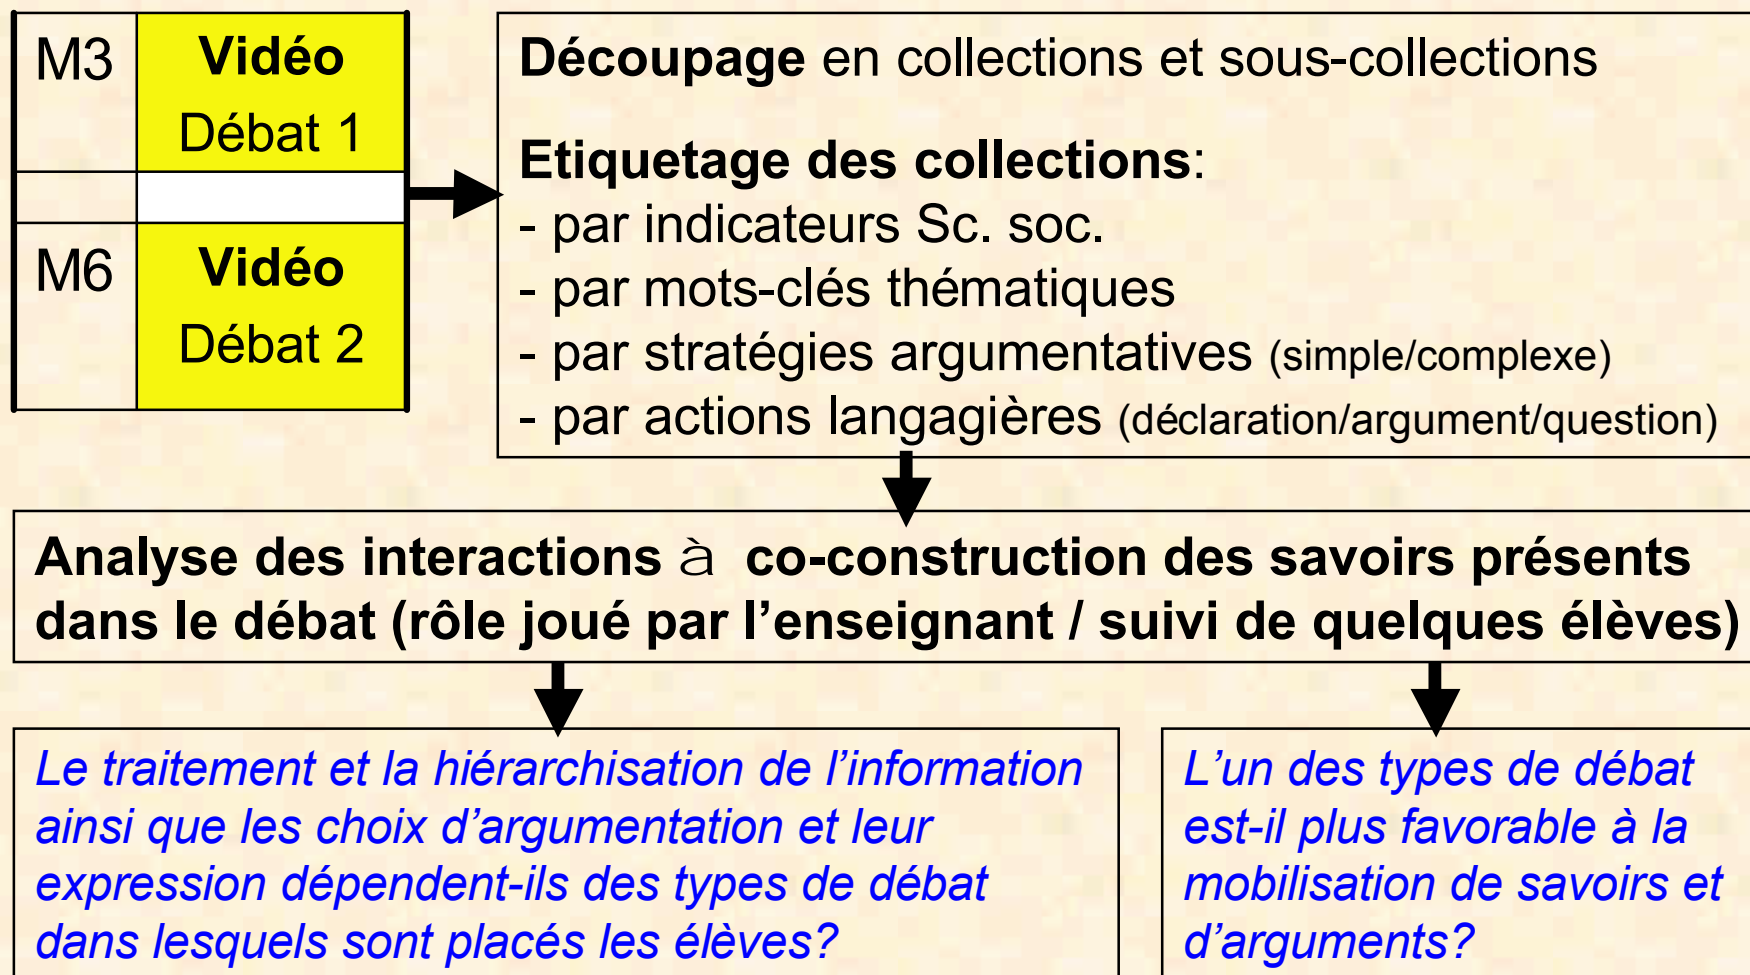 M3
Vidéo
Débat 1
M6
Vidéo
Débat 2
Découpage en collections et sous-collections
Etiquetage des collections:
- par indicateurs Sc. soc.
- par mots-clés thématiques
- par stratégies argumentatives (simple/complexe)
- par actions langagières (déclaration/argument/question)
Analyse des interactions à co-construction des savoirs présents
dans le débat (rôle joué par l’enseignant / suivi de quelques élèves)
Le traitement et la hiérarchisation de l’information
ainsi que les choix d’argumentation et leur
expression dépendent-ils des types de débat
dans lesquels sont placés les élèves?
L’un des types de débat
est-il plus favorable à la
mobilisation de savoirs et
d’arguments?